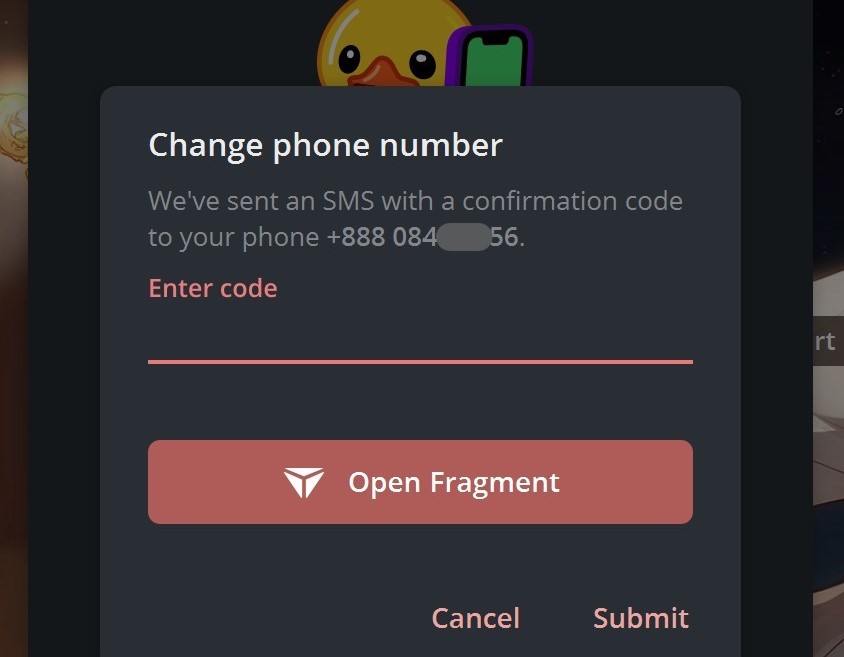 Change phone number
We've sent an SMS with a confirmation code
to your phone +888 084 56.
Enter code
rt
Open Fragment
Cancel
Submit